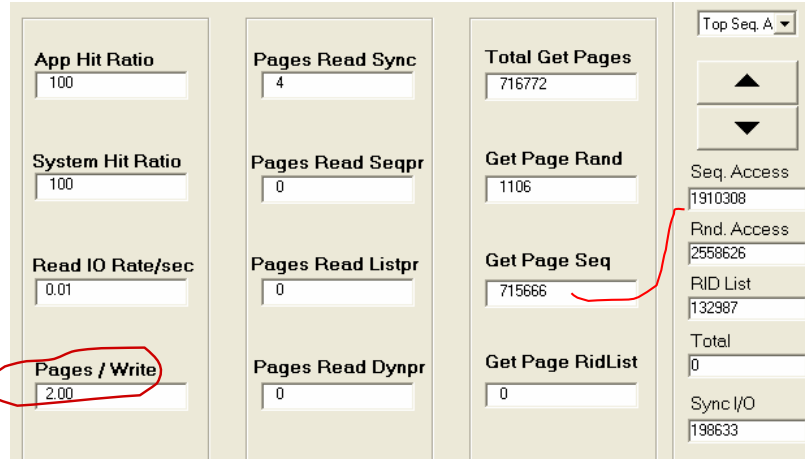 App Hit Ratio
100
System Hit Ratio
100
Read IO Rate/sec
0.01
Pages / Write
2.00
Pages Read Sync
4
Pages Read Seqpr
0
Pages Read Listpr
0
Pages Read Dynpr
0
Total Get Pages
716772
Get Page Rand
1106
Get Page Seq
715666
Get Page RidList
0
Top Seq. A
Seq. Access
1910308
Rnd. Access
2558626
RID List
132987
Total
0
Sync I/O
198633